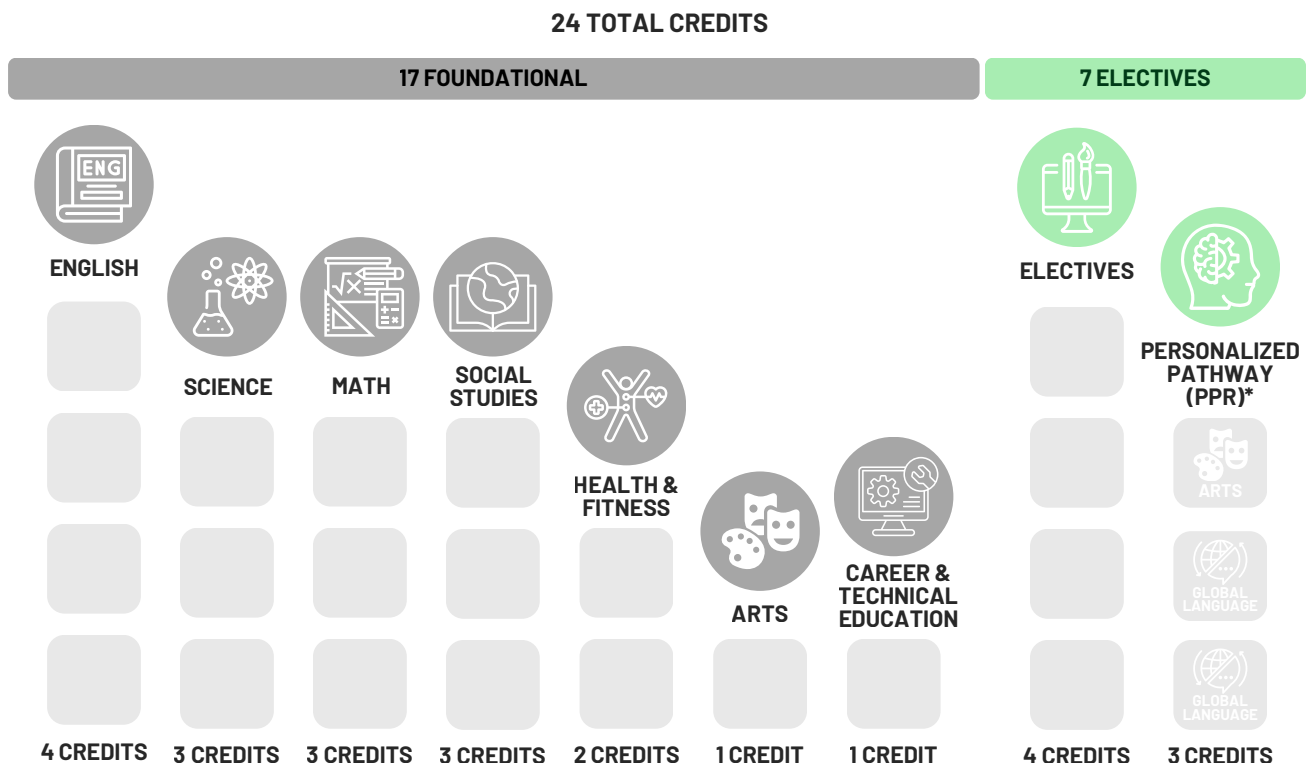 24 TOTAL CREDITS
17 FOUNDATIONAL
7 ELECTIVES
ENG
ENGLISH
SCIENCE
MATH
SOCIAL
STUDIES
HEALTH &
FITNESS
ARTS
CAREER &
TECHNICAL
EDUCATION
ELECTIVES
PERSONALIZED
PATHWAY
(PPR)*
ARTS
GLOBAL
LANGUAGE
GLOBAL
LANGUAGE
4 CREDITS
3 CREDITS
3 CREDITS
3 CREDITS
2 CREDITS
1 CREDIT
1 CREDIT
4 CREDITS
3 CREDITS